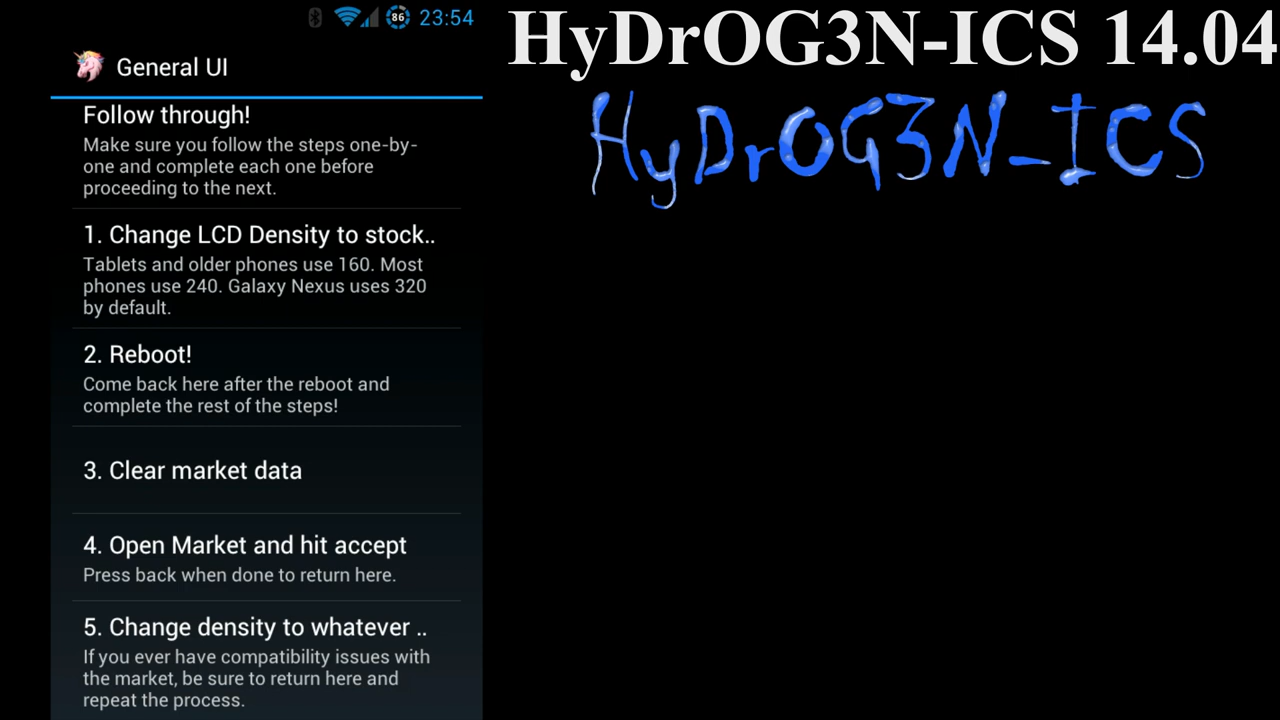 86 23:54
General UI
Follow through!
Make sure you follow the steps one-by-
one and complete each one before
proceeding to the next.
1. Change LCD Density to stock..
Tablets and older phones use 160. Most
phones use 240. Galaxy Nexus uses 320
by default.
2. Reboot!
Come back here after the reboot and
complete the rest of the steps!
3. Clear market data
4. Open Market and hit accept
Press back when done to return here.
5. Change density to whatever ..
If you ever have compatibility issues with
the market, be sure to return here and
repeat the process.
HyDrOG3N-ICS 14.04
HyDrOG3N-ICS